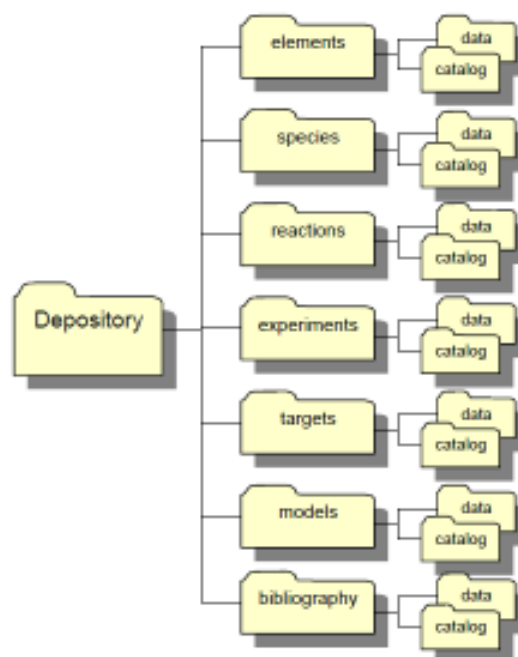 Depository
elements
data
catalog
species
data
catalog
reactions
data
catalog
experiments
data
catalog
targets
data
catalog
models
data
catalog
bibliography
data
catalog